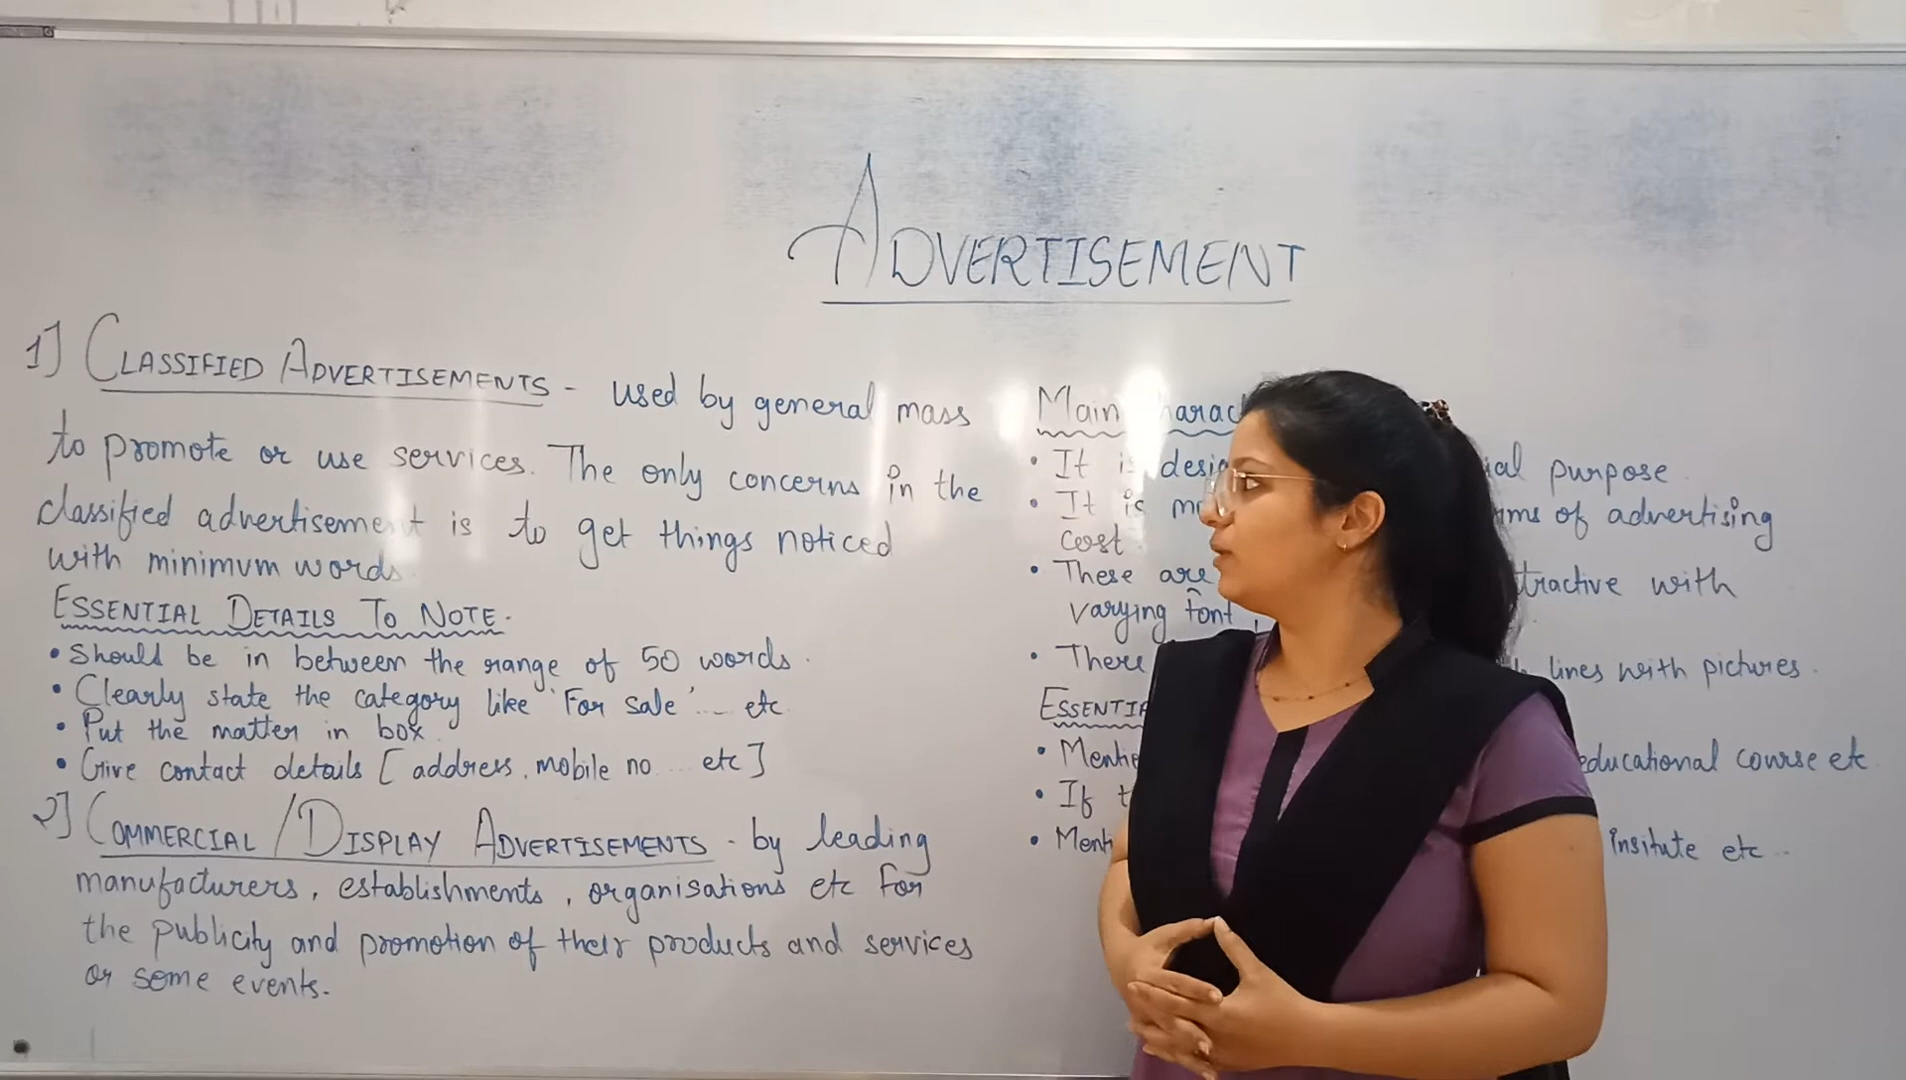 ADVERTISEMENT
1] CLASSIFIED ADVERTISEMENTS - used by general mass
to promote or use services. The only concerns in the
classified advertisement is to get things noticed
with minimum words.
ESSENTIAL DETAILS TO NOTE.
• Should be in between the range of 50 words.
• Clearly state the category like 'For sale' ... etc
• Put the matter in box.
• Give contact details [address, mobile no ... etc]
2] COMMERCIAL/DISPLAY ADVERTISEMENTS - by leading
manufacturers, establishments, organisations etc for
the publicity and promotion of their products and services
or some events.
Main
• It is purpose
• It is of advertising
cost.
• These are with
varying font,
• There lines with pictures.
• educational course etc
• If
• insitute etc ..